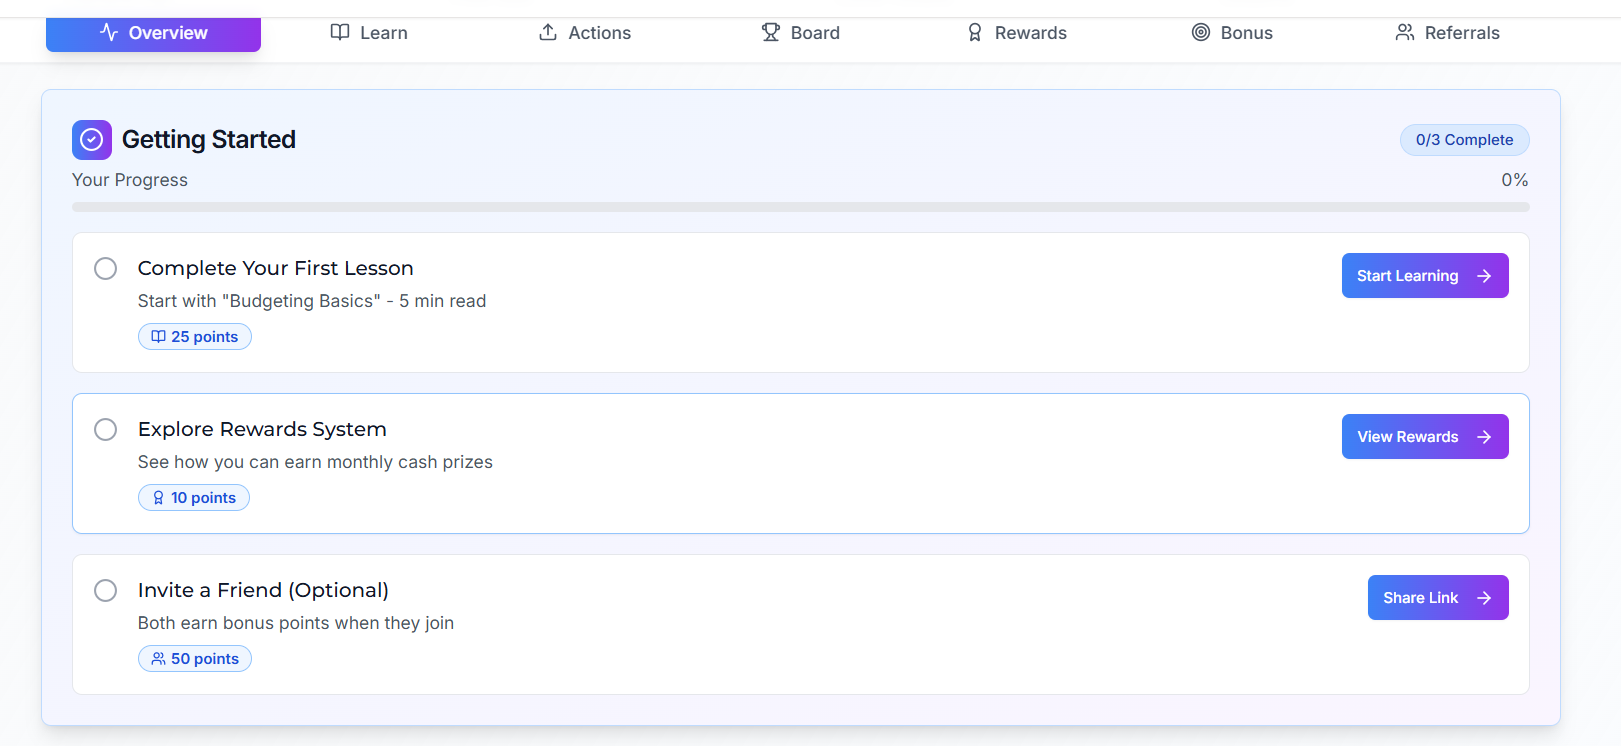 Overview
Learn
Actions
Board
Rewards
Bonus
Referrals
Getting Started
0/3 Complete
Your Progress
0%
Complete Your First Lesson
Start with "Budgeting Basics" - 5 min read
25 points
Start Learning
Explore Rewards System
See how you can earn monthly cash prizes
10 points
View Rewards
Invite a Friend (Optional)
Both earn bonus points when they join
50 points
Share Link